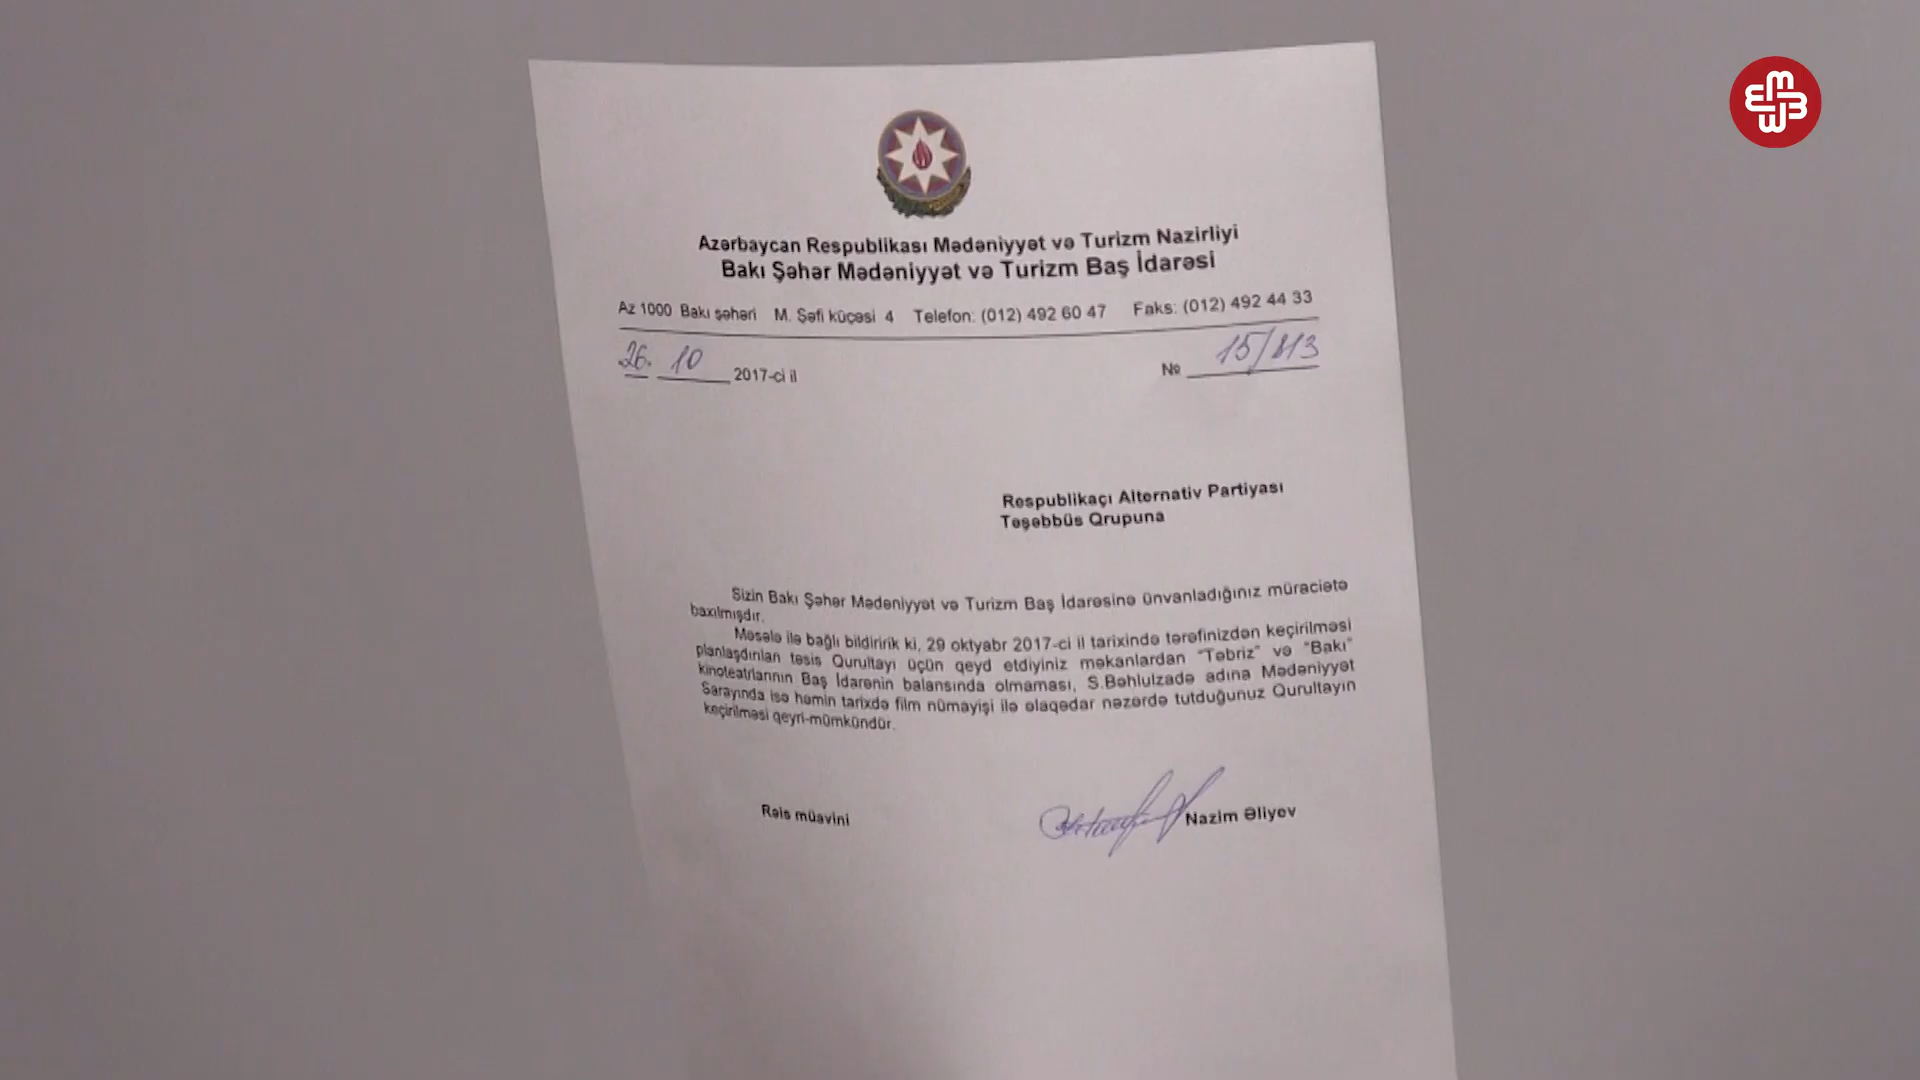 Azərbaycan Respublikası Mədəniyyət və Turizm Nazirliyi
Bakı Şəhər Mədəniyyət və Turizm Baş İdarəsi
Az 1000 Bakı şəhəri M. Şəfi küçəsi 4 Telefon: (012) 492 60 47 Faks: (012) 492 44 33
26. 10 2017-ci il
№ 15/813
Respublikaçı Alternativ Partiyası
Təşəbbüs Qrupuna
Sizin Bakı Şəhər Mədəniyyət və Turizm Baş İdarəsinə ünvanladığınız müraciətə
baxılmışdır.
Məsələ ilə bağlı bildiririk ki, 29 oktyabr 2017-ci il tarixində tərəfinizdən keçirilməsi
planlaşdırılan təsis Qurultayı üçün qeyd etdiyiniz məkanlardan "Təbriz" və "Bakı"
kinoteatrlarının Baş İdarənin balansında olmaması, S.Bəhlulzadə adına Mədəniyyət
Sarayında isə həmin tarixdə film nümayişi ilə əlaqədar nəzərdə tutduğunuz Qurultayın
keçirilməsi qeyri-mümkündür.
Rəis müavini
Nazim Əliyev